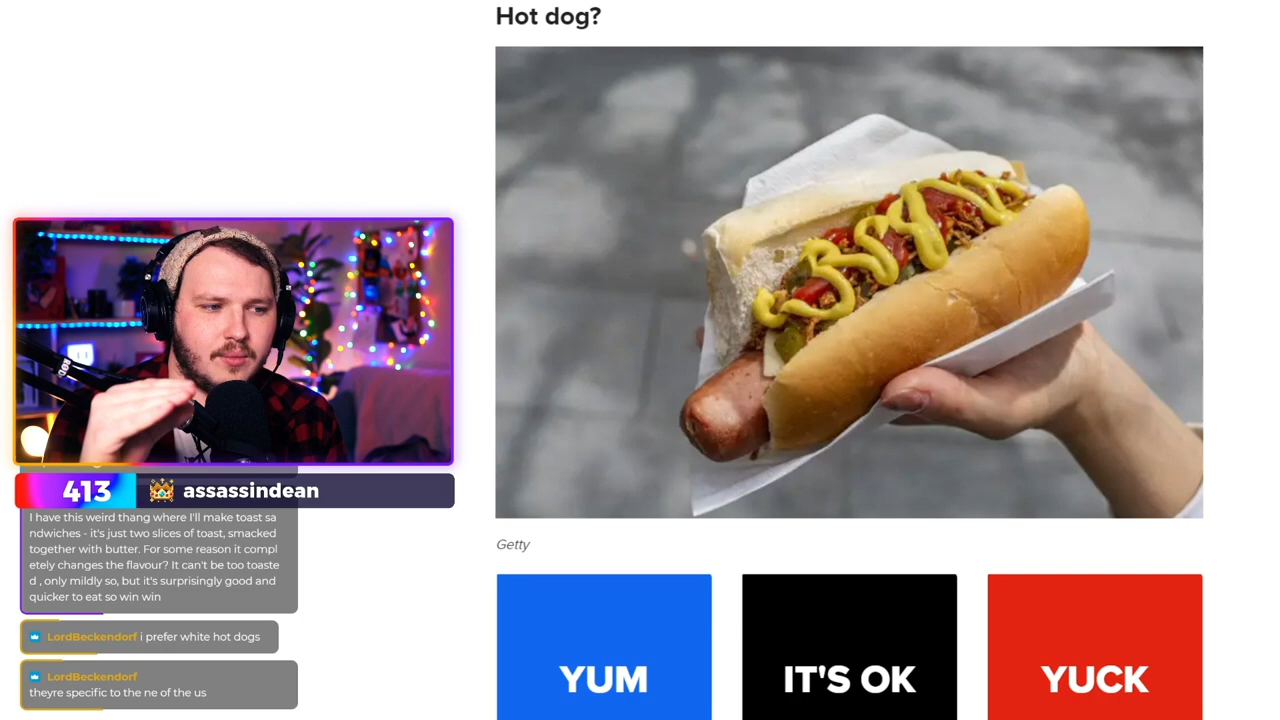 Hot dog?
Getty
YUM
IT'S OK
YUCK
413
assassindean
I have this weird thang where I'll make toast sa
ndwiches - it's just two slices of toast, smacked
together with butter. For some reason it compl
etely changes the flavour? It can't be too toaste
d , only mildly so, but it's surprisingly good and
quicker to eat so win win
LordBeckendorf i prefer white hot dogs
LordBeckendorf
theyre specific to the ne of the us